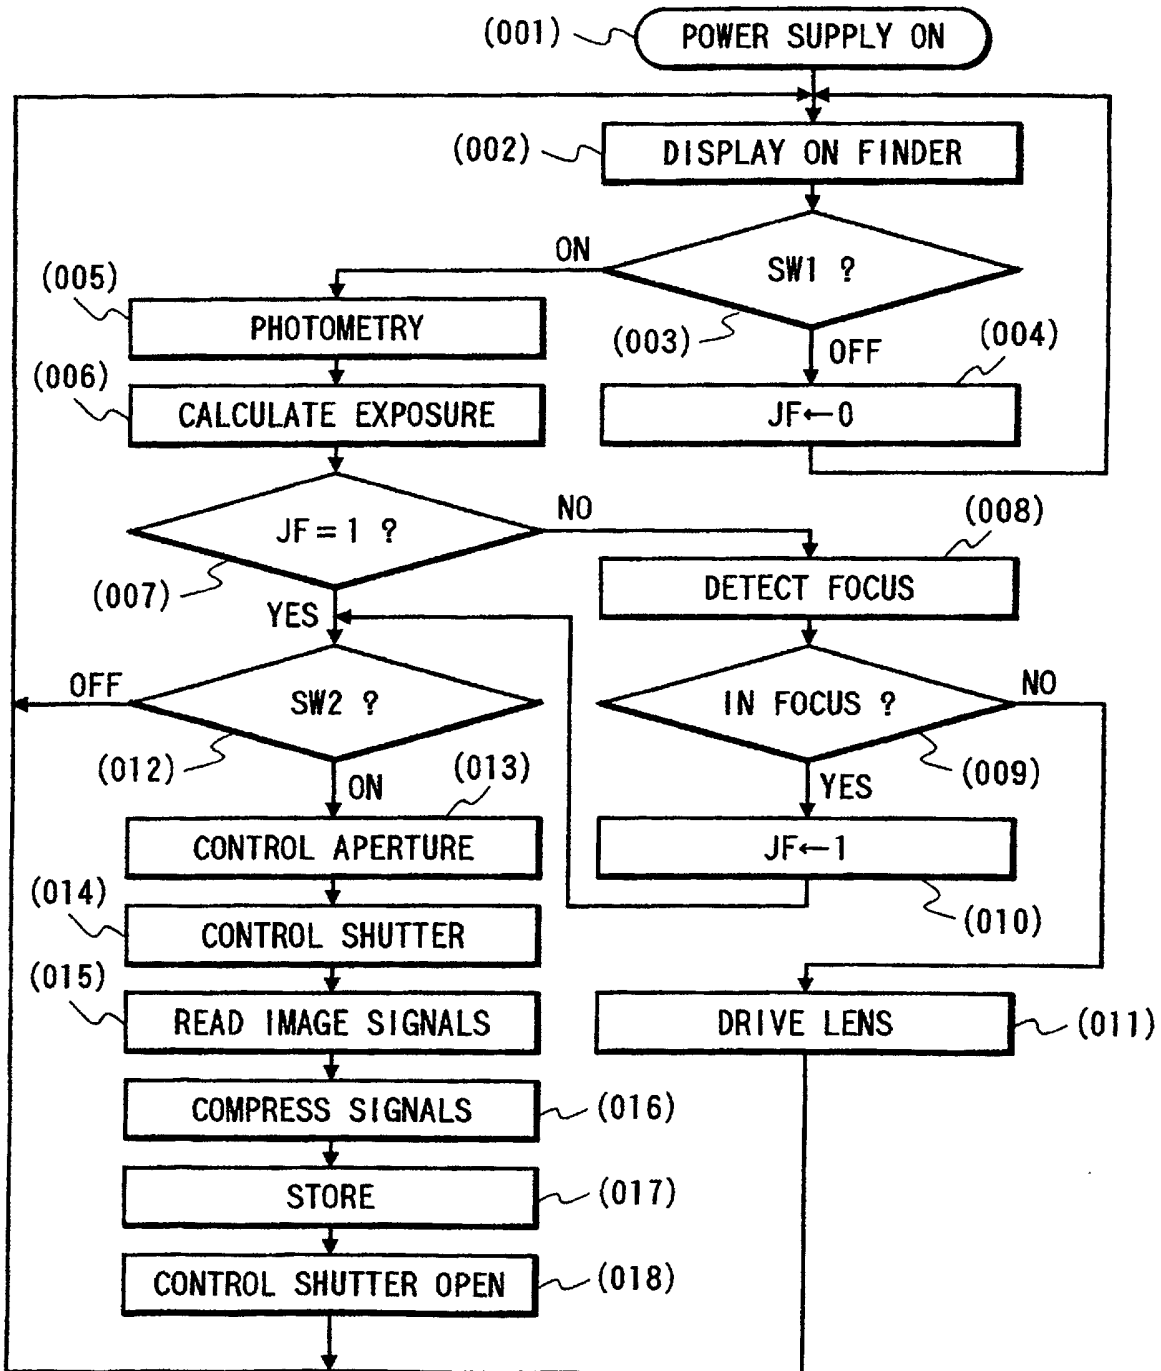 (001)
POWER SUPPLY ON
(002)
DISPLAY ON FINDER
ON
SW1 ?
(003)
OFF
(004)
JF←0
(005)
PHOTOMETRY
(006)
CALCULATE EXPOSURE
JF=1 ?
NO
(007)
YES
(008)
DETECT FOCUS
IN FOCUS ?
NO
(009)
YES
JF←1
(010)
DRIVE LENS
(011)
OFF
SW2 ?
(012)
ON
(013)
CONTROL APERTURE
(014)
CONTROL SHUTTER
(015)
READ IMAGE SIGNALS
COMPRESS SIGNALS
(016)
STORE
(017)
CONTROL SHUTTER OPEN
(018)